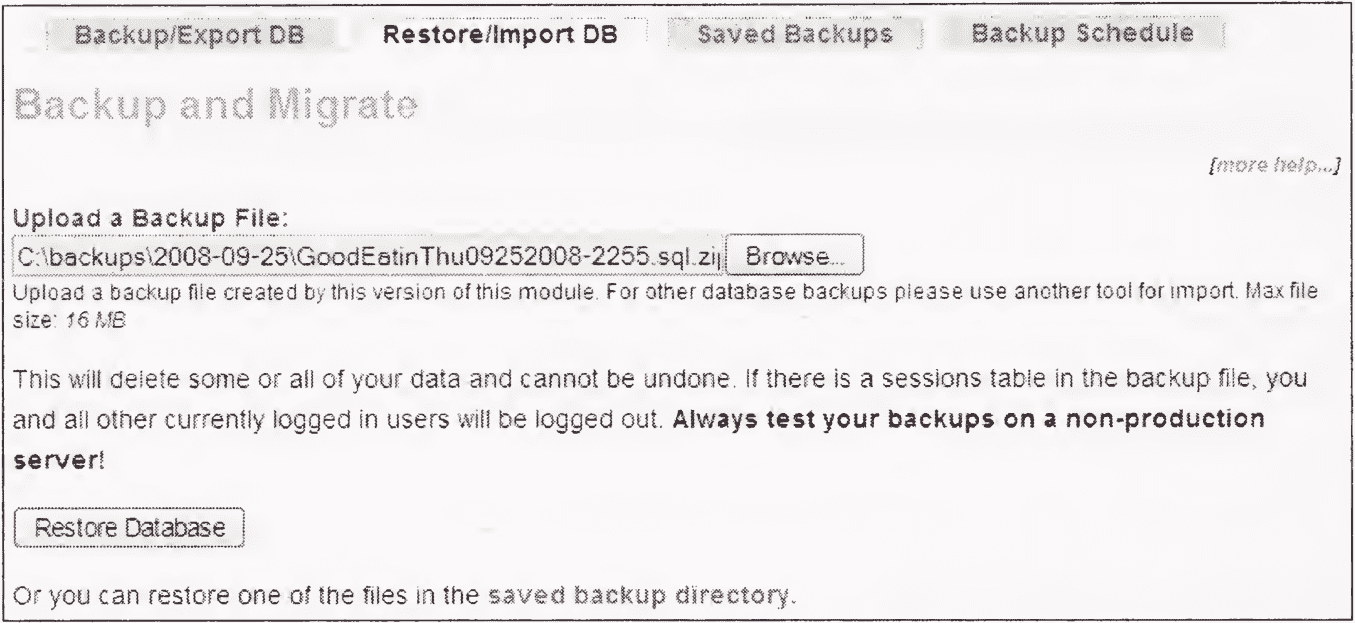 Backup/Export DB Restore/Import DB Saved Backups Backup Schedule
Backup and Migrate
[more help...]
Upload a Backup File:
C:\backups\2008-09-25\GoodEatinThu09252008-2255.sql.zip Browse...
Upload a backup file created by this version of this module. For other database backups please use another tool for import. Max file
size: 16 MB
This will delete some or all of your data and cannot be undone. If there is a sessions table in the backup file, you
and all other currently logged in users will be logged out. Always test your backups on a non-production
server!
Restore Database
Or you can restore one of the files in the saved backup directory.